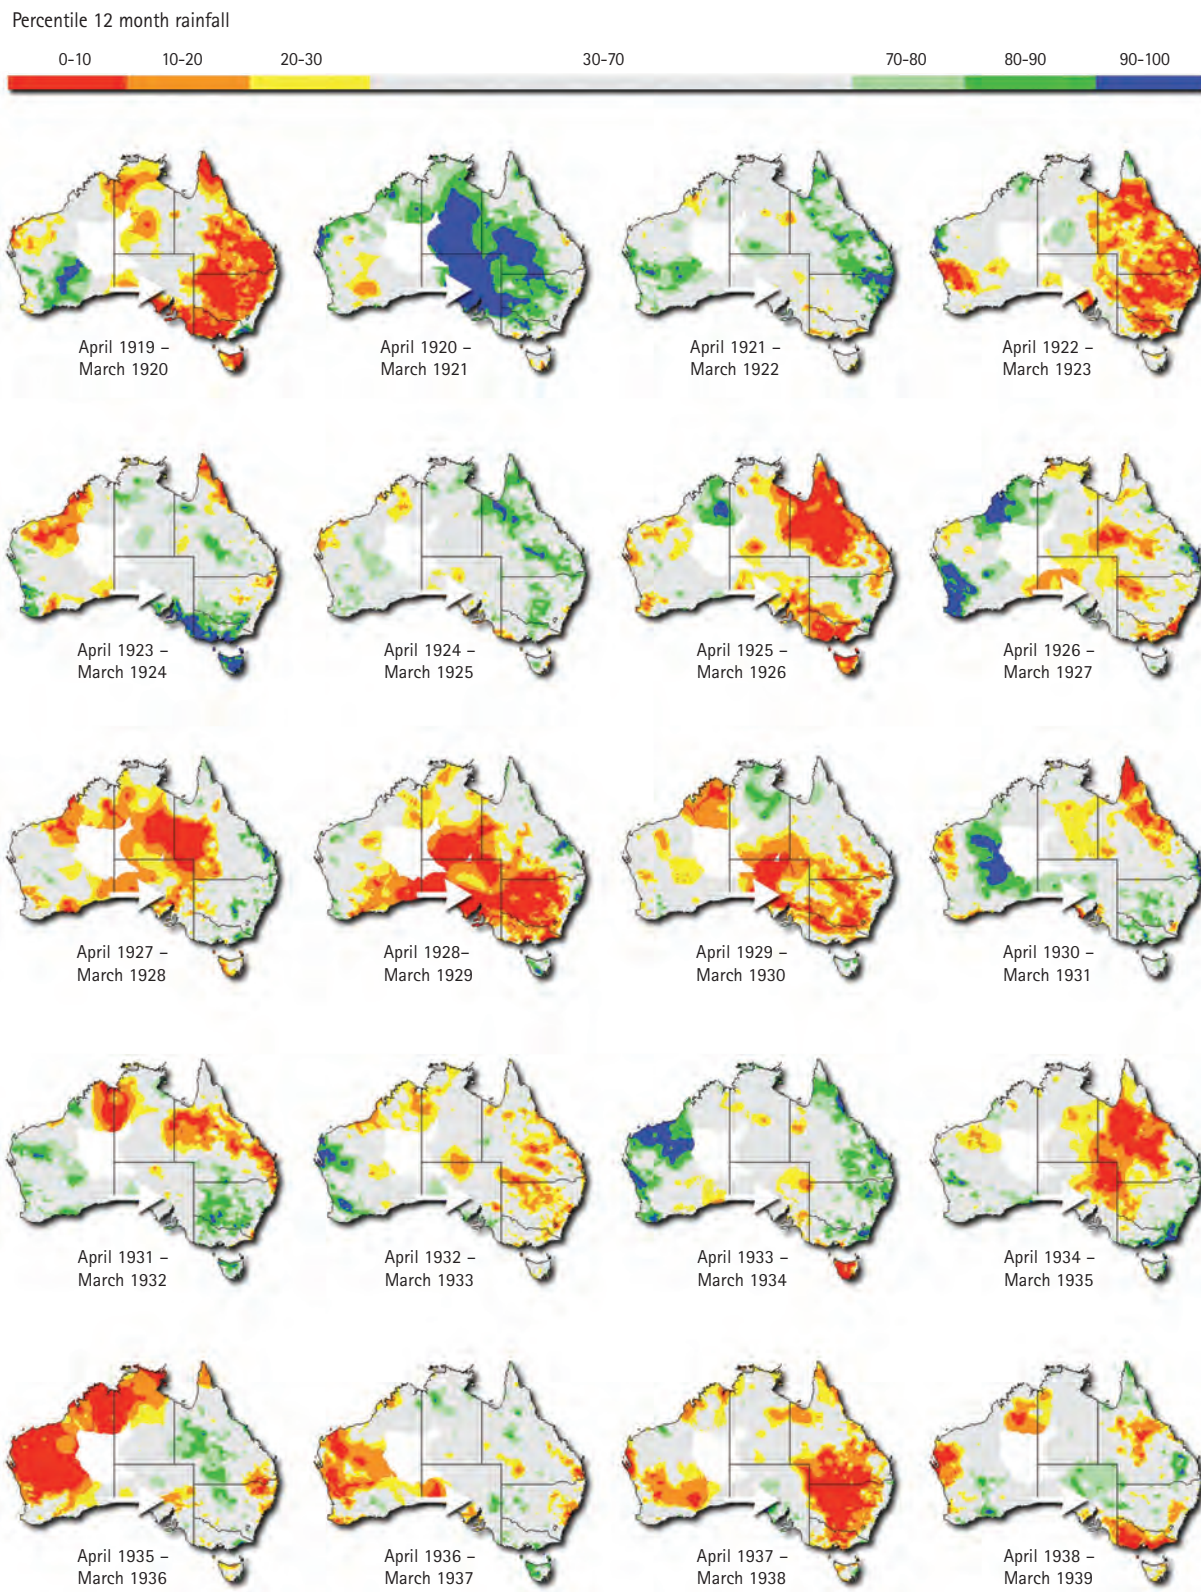 Percentile 12 month rainfall
0-10 10-20 20-30 30-70 70-80 80-90 90-100
April 1919 –
March 1920
April 1920 –
March 1921
April 1921 –
March 1922
April 1922 –
March 1923
April 1923 –
March 1924
April 1924 –
March 1925
April 1925 –
March 1926
April 1926 –
March 1927
April 1927 –
March 1928
April 1928–
March 1929
April 1929 –
March 1930
April 1930 –
March 1931
April 1931 –
March 1932
April 1932 –
March 1933
April 1933 –
March 1934
April 1934 –
March 1935
April 1935 –
March 1936
April 1936 –
March 1937
April 1937 –
March 1938
April 1938 –
March 1939